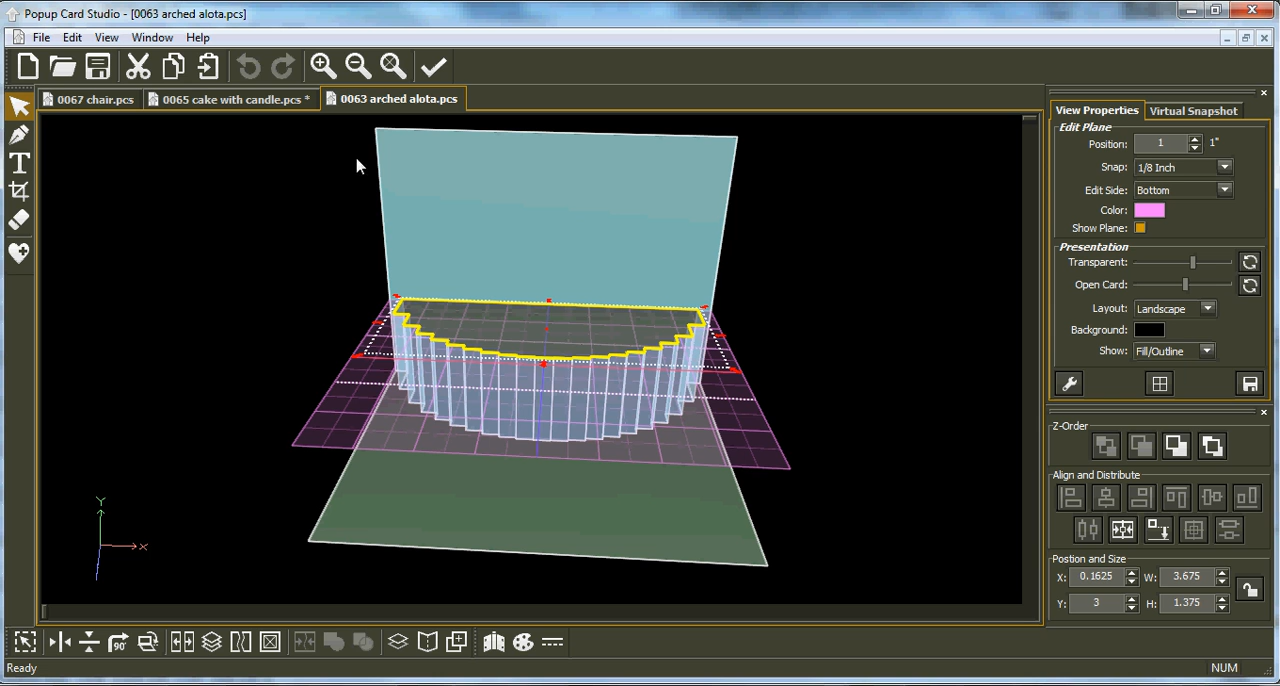 Popup Card Studio - [0063 arched alota.pcs]
File Edit View Window Help
0067 chair.pcs 0065 cake with candle.pcs * 0063 arched alota.pcs
View Properties Virtual Snapshot
Edit Plane
Position: 1 1"
Snap: 1/8 Inch
Edit Side: Bottom
Color:
Show Plane:
Presentation
Transparent:
Open Card:
Layout: Landscape
Background:
Show: Fill/Outline
Z-Order
Align and Distribute
Postion and Size
X: 0.1625 W: 3.675
Y: 3 H: 1.375
Y
X
T
90
Ready NUM